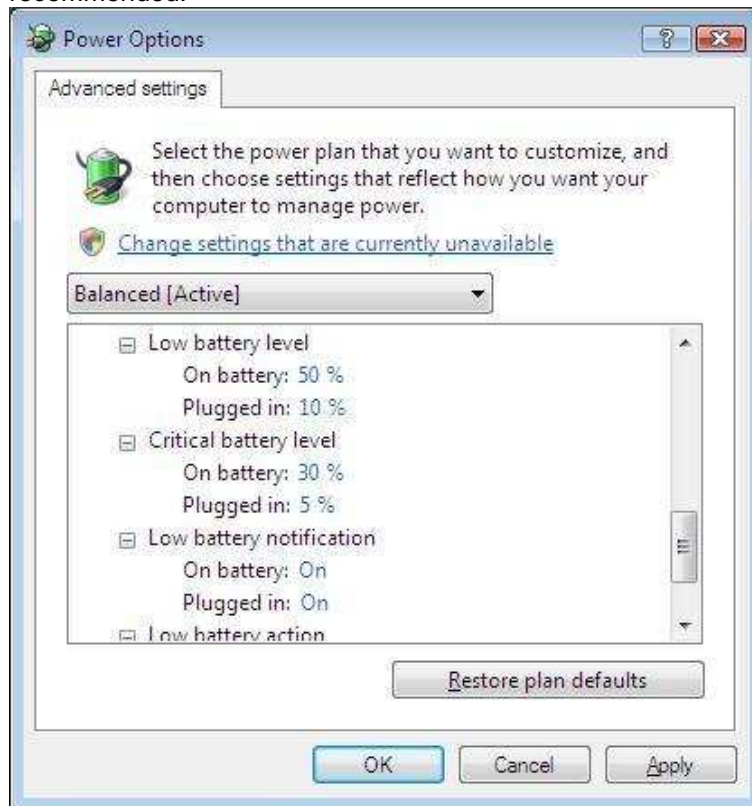 recommended.
Power Options
Advanced settings
Select the power plan that you want to customize, and
then choose settings that reflect how you want your
computer to manage power.
Change settings that are currently unavailable
Balanced [Active]
Low battery level
On battery: 50 %
Plugged in: 10 %
Critical battery level
On battery: 30 %
Plugged in: 5 %
Low battery notification
On battery: On
Plugged in: On
Low battery action
Restore plan defaults
OK
Cancel
Apply